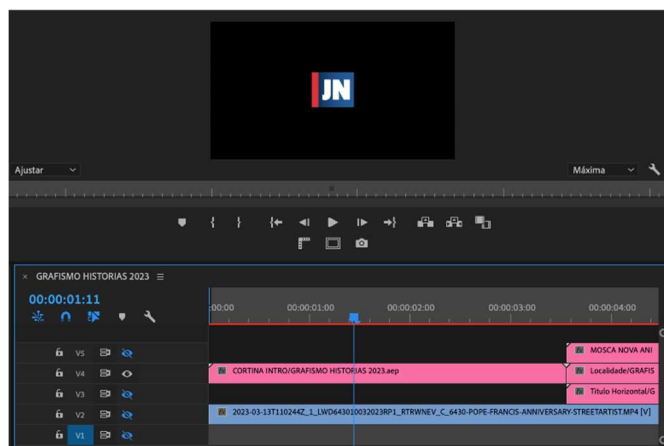 JN
Ajustar
Máxima
× GRAFISMO HISTORIAS 2023
00:00:01:11
:00:00 00:00:01:00 00:00:02:00 00:00:03:00 00:00:04:00
V5 MOSCA NOVA ANI
V4 CORTINA INTRO/GRAFISMO HISTORIAS 2023.aep Localidade/GRAFIS
V3 Titulo Horizontal/G
V2 2023-03-13T110244Z_1_LWD643010032023RP1_RTRWNEV_C_6430-POPE-FRANCIS-ANNIVERSARY-STREETARTIST.MP4 [V]
V1